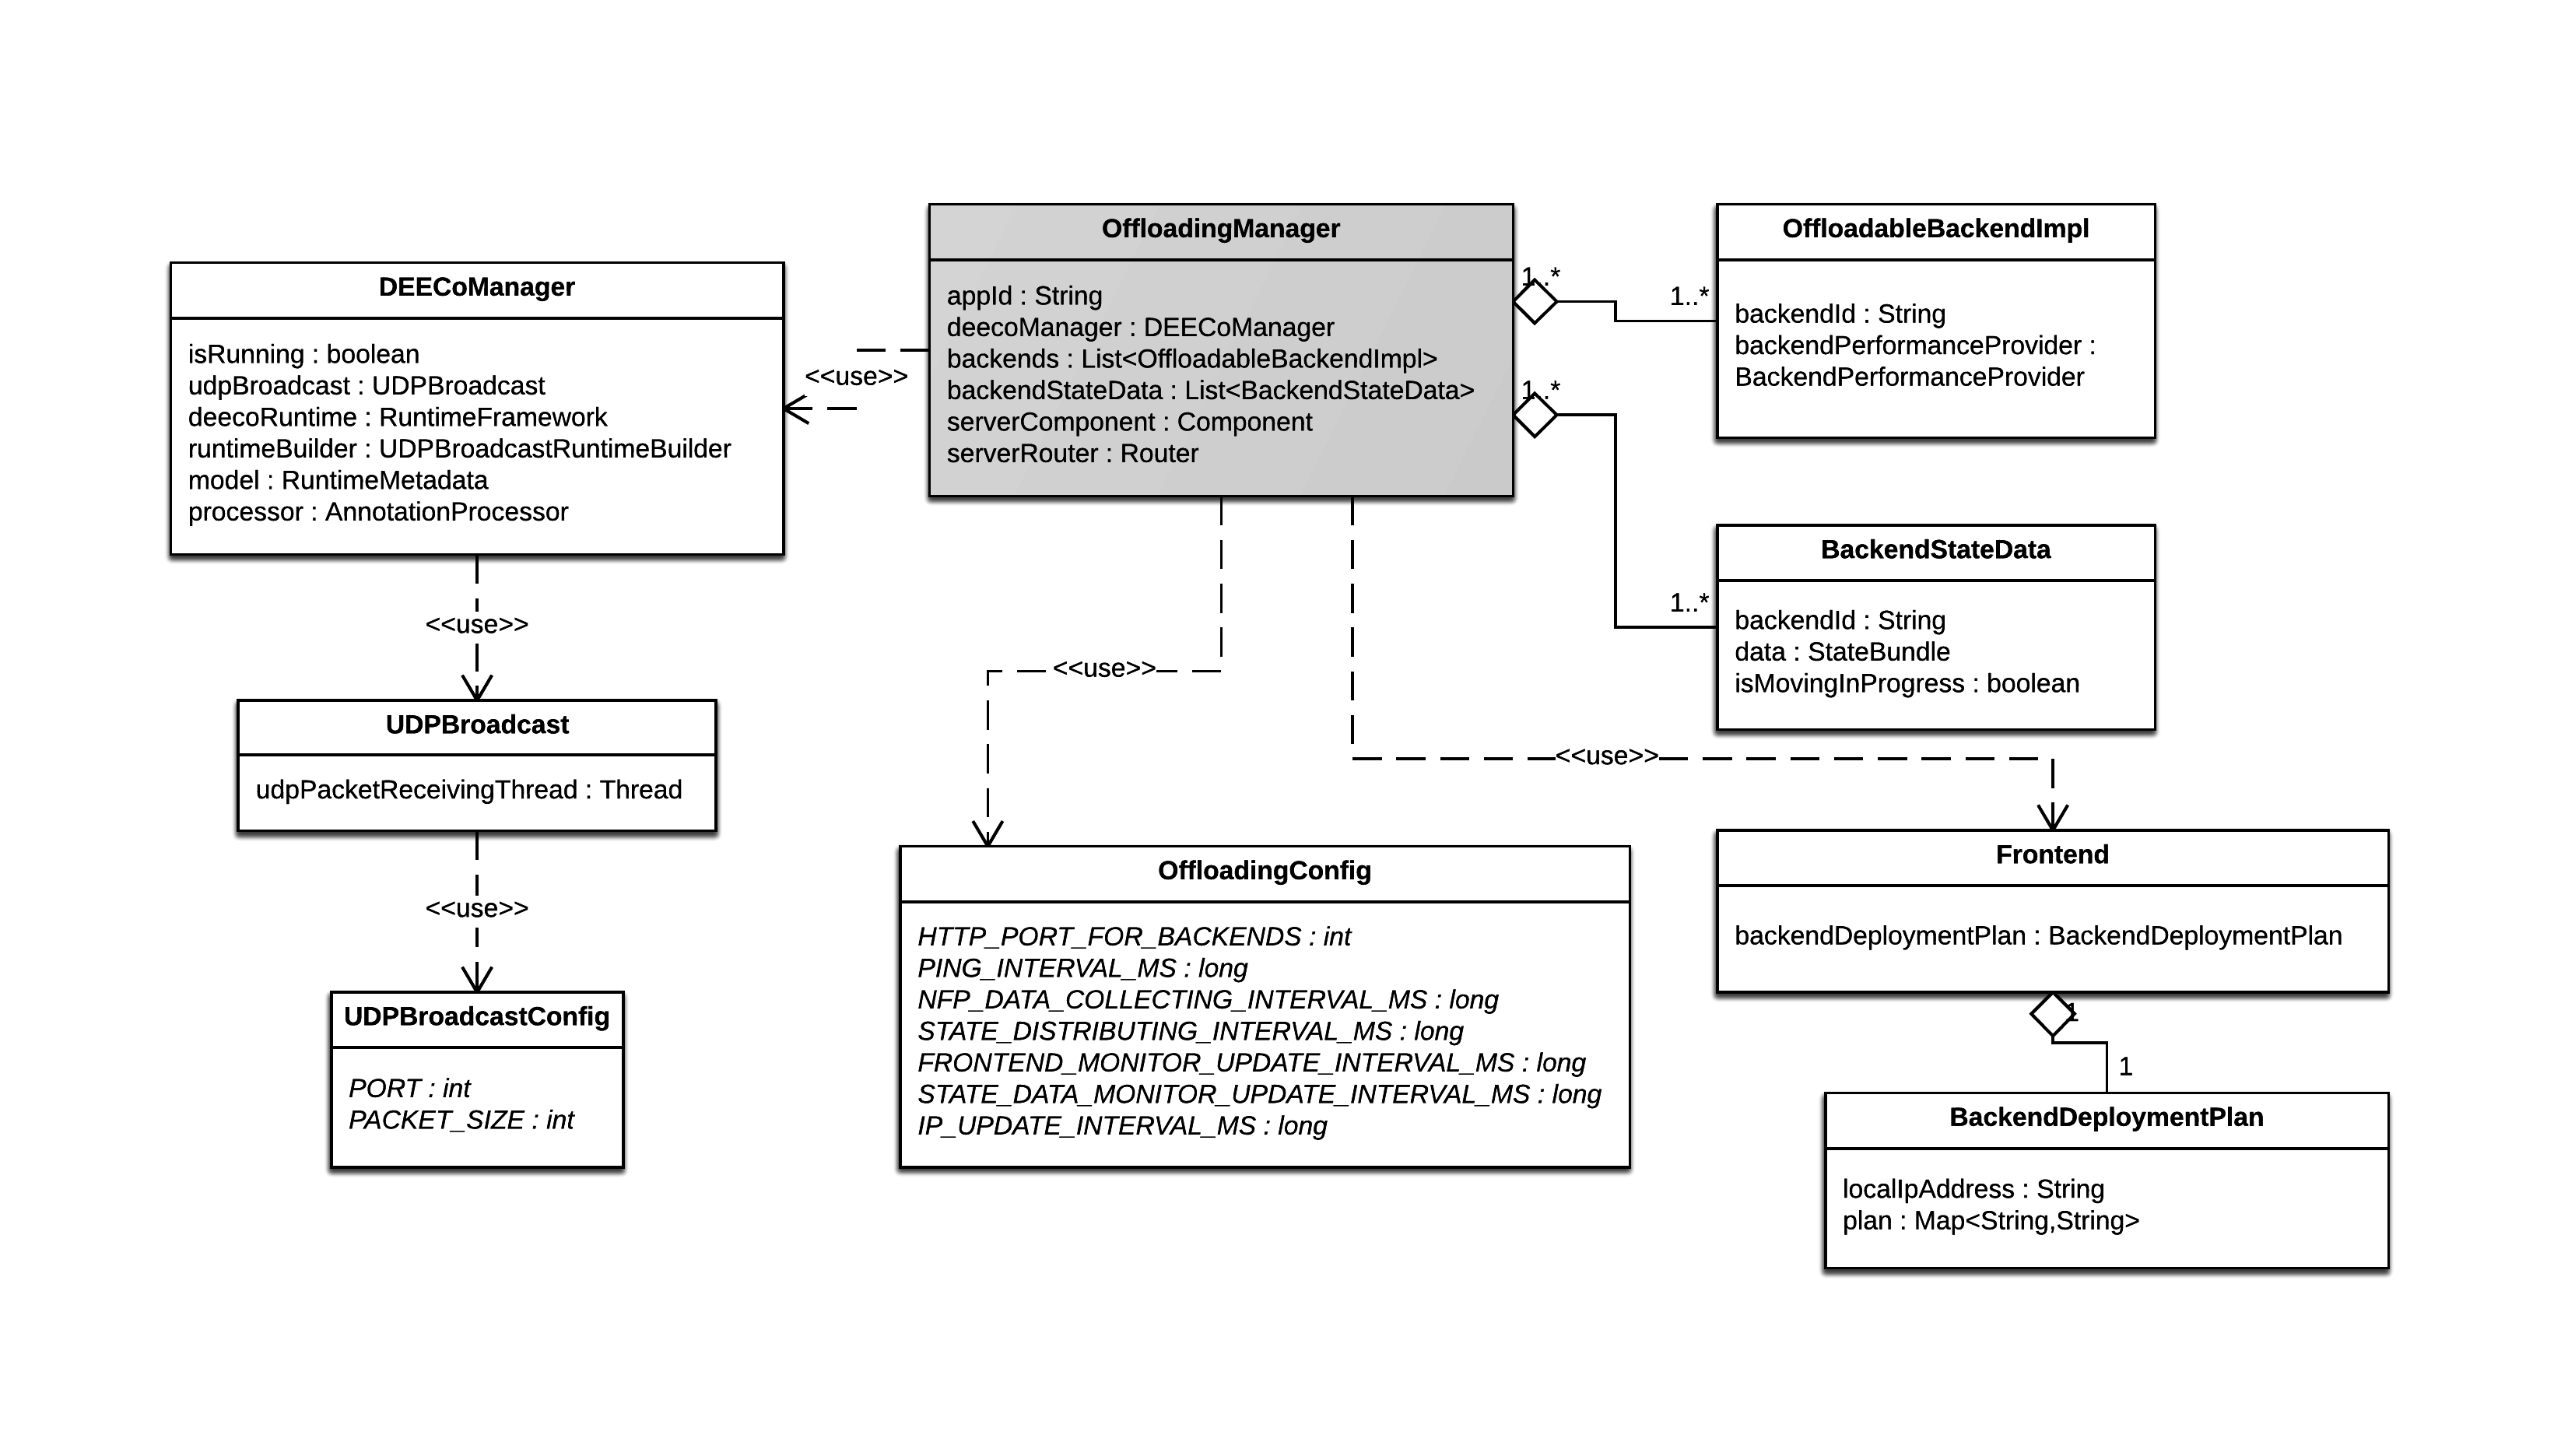 OffloadingManager
appId : String
deecoManager : DEECoManager
backends : List<OffloadableBackendImpl>
backendStateData : List<BackendStateData>
serverComponent : Component
serverRouter : Router
1..*
1..*
1..*
1..*
OffloadableBackendImpl
backendId : String
backendPerformanceProvider :
BackendPerformanceProvider
DEECoManager
isRunning : boolean
udpBroadcast : UDPBroadcast
deecoRuntime : RuntimeFramework
runtimeBuilder : UDPBroadcastRuntimeBuilder
model : RuntimeMetadata
processor : AnnotationProcessor
<<use>>
BackendStateData
backendId : String
data : StateBundle
isMovingInProgress : boolean
<<use>>
<<use>>
<<use>>
UDPBroadcast
udpPacketReceivingThread : Thread
<<use>>
UDPBroadcastConfig
PORT : int
PACKET_SIZE : int
OffloadingConfig
HTTP_PORT_FOR_BACKENDS : int
PING_INTERVAL_MS : long
NFP_DATA_COLLECTING_INTERVAL_MS : long
STATE_DISTRIBUTING_INTERVAL_MS : long
FRONTEND_MONITOR_UPDATE_INTERVAL_MS : long
STATE_DATA_MONITOR_UPDATE_INTERVAL_MS : long
IP_UPDATE_INTERVAL_MS : long
Frontend
backendDeploymentPlan : BackendDeploymentPlan
1
1
BackendDeploymentPlan
localIpAddress : String
plan : Map<String,String>